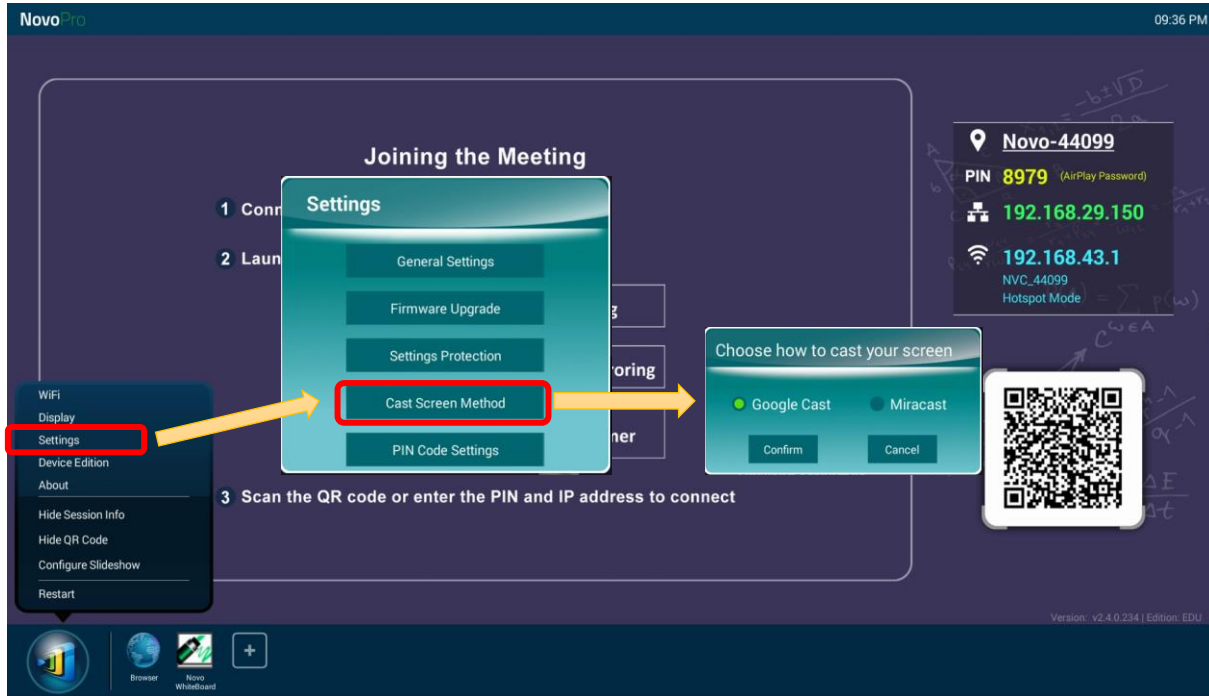 NovoPro
09:36 PM
Joining the Meeting
1 Conn
2 Laun
g
oring
ner
3 Scan the QR code or enter the PIN and IP address to connect
Settings
General Settings
Firmware Upgrade
Settings Protection
Cast Screen Method
PIN Code Settings
Choose how to cast your screen
Google Cast
Miracast
Confirm
Cancel
Novo-44099
PIN 8979 (AirPlay Password)
192.168.29.150
192.168.43.1
NVC_44099
Hotspot Mode
WiFi
Display
Settings
Device Edition
About
Hide Session Info
Hide QR Code
Configure Slideshow
Restart
Version: v2.4.0.234 | Edition: EDU
Browser
Novo
WhiteBoard